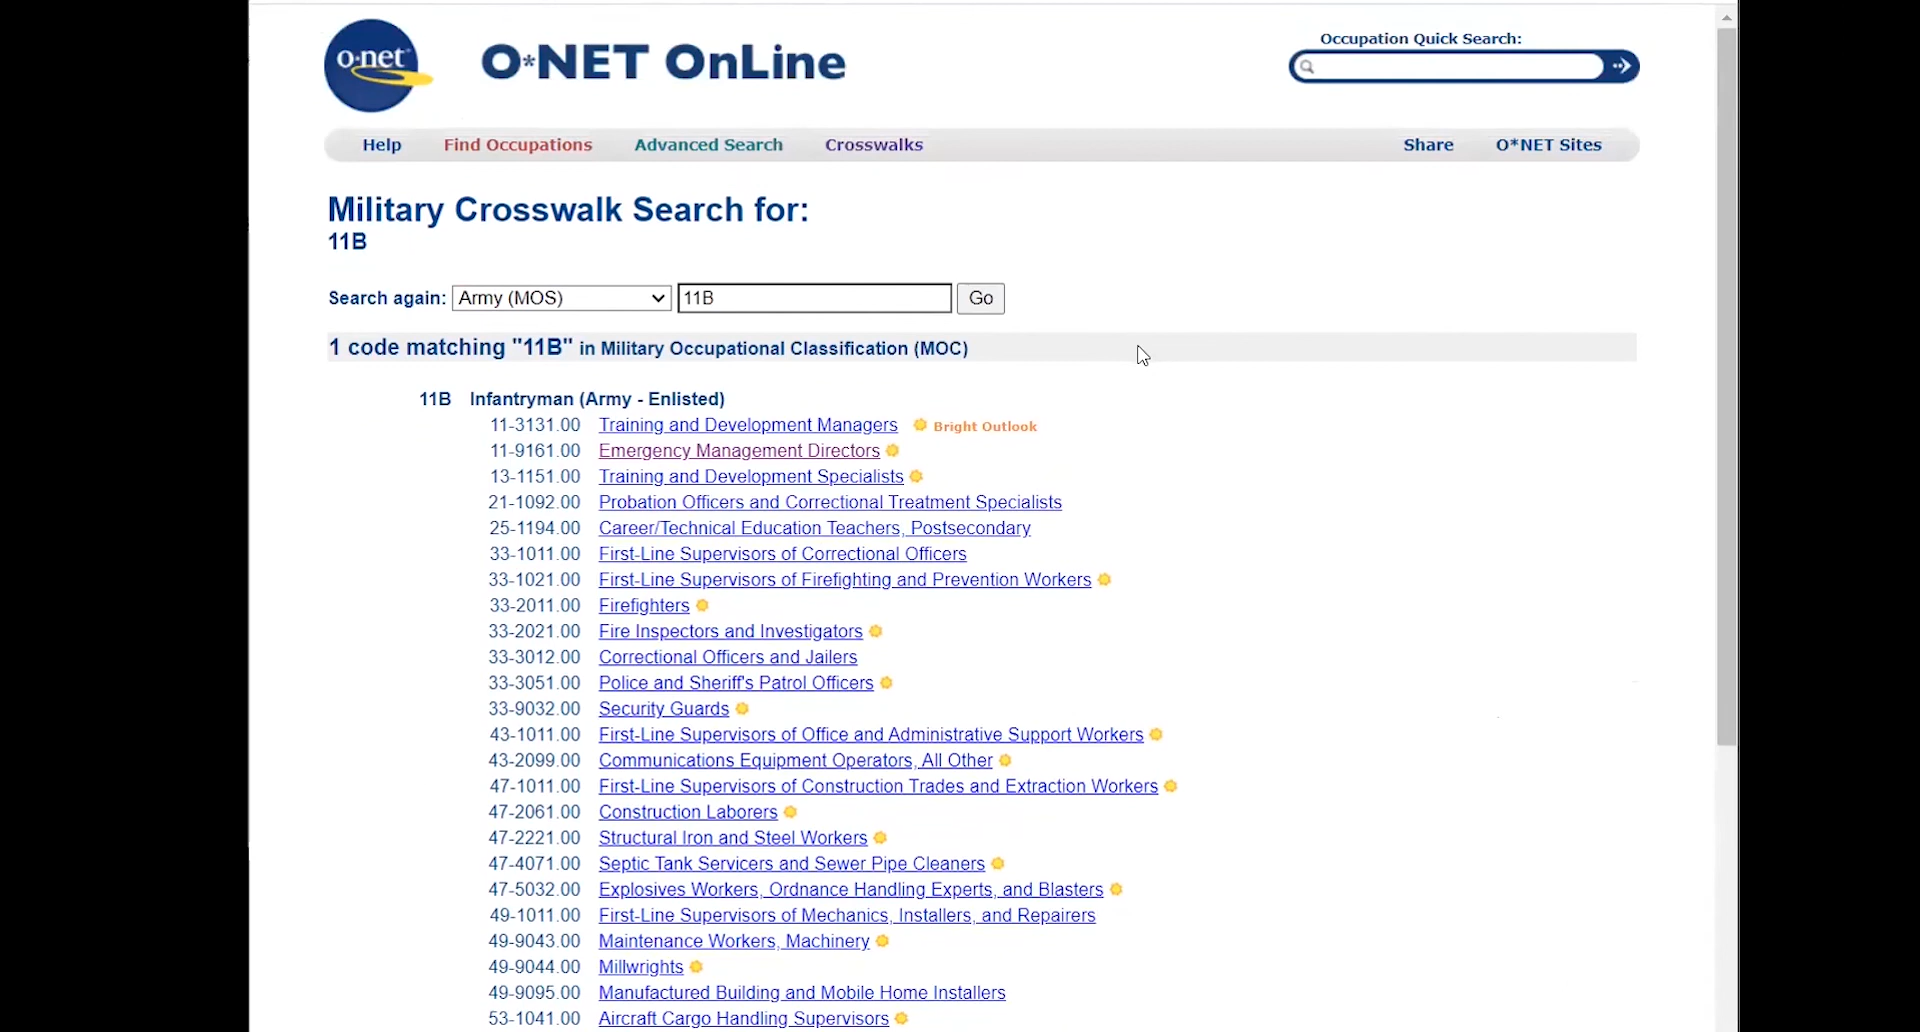 o·net
O*NET OnLine
Occupation Quick Search:
Help Find Occupations Advanced Search Crosswalks Share O*NET Sites
Military Crosswalk Search for:
11B
Search again: Army (MOS) 11B Go
1 code matching "11B" in Military Occupational Classification (MOC)
11B Infantryman (Army - Enlisted)
11-3131.00 Training and Development Managers Bright Outlook
11-9161.00 Emergency Management Directors
13-1151.00 Training and Development Specialists
21-1092.00 Probation Officers and Correctional Treatment Specialists
25-1194.00 Career/Technical Education Teachers, Postsecondary
33-1011.00 First-Line Supervisors of Correctional Officers
33-1021.00 First-Line Supervisors of Firefighting and Prevention Workers
33-2011.00 Firefighters
33-2021.00 Fire Inspectors and Investigators
33-3012.00 Correctional Officers and Jailers
33-3051.00 Police and Sheriff's Patrol Officers
33-9032.00 Security Guards
43-1011.00 First-Line Supervisors of Office and Administrative Support Workers
43-2099.00 Communications Equipment Operators, All Other
47-1011.00 First-Line Supervisors of Construction Trades and Extraction Workers
47-2061.00 Construction Laborers
47-2221.00 Structural Iron and Steel Workers
47-4071.00 Septic Tank Servicers and Sewer Pipe Cleaners
47-5032.00 Explosives Workers, Ordnance Handling Experts, and Blasters
49-1011.00 First-Line Supervisors of Mechanics, Installers, and Repairers
49-9043.00 Maintenance Workers, Machinery
49-9044.00 Millwrights
49-9095.00 Manufactured Building and Mobile Home Installers
53-1041.00 Aircraft Cargo Handling Supervisors